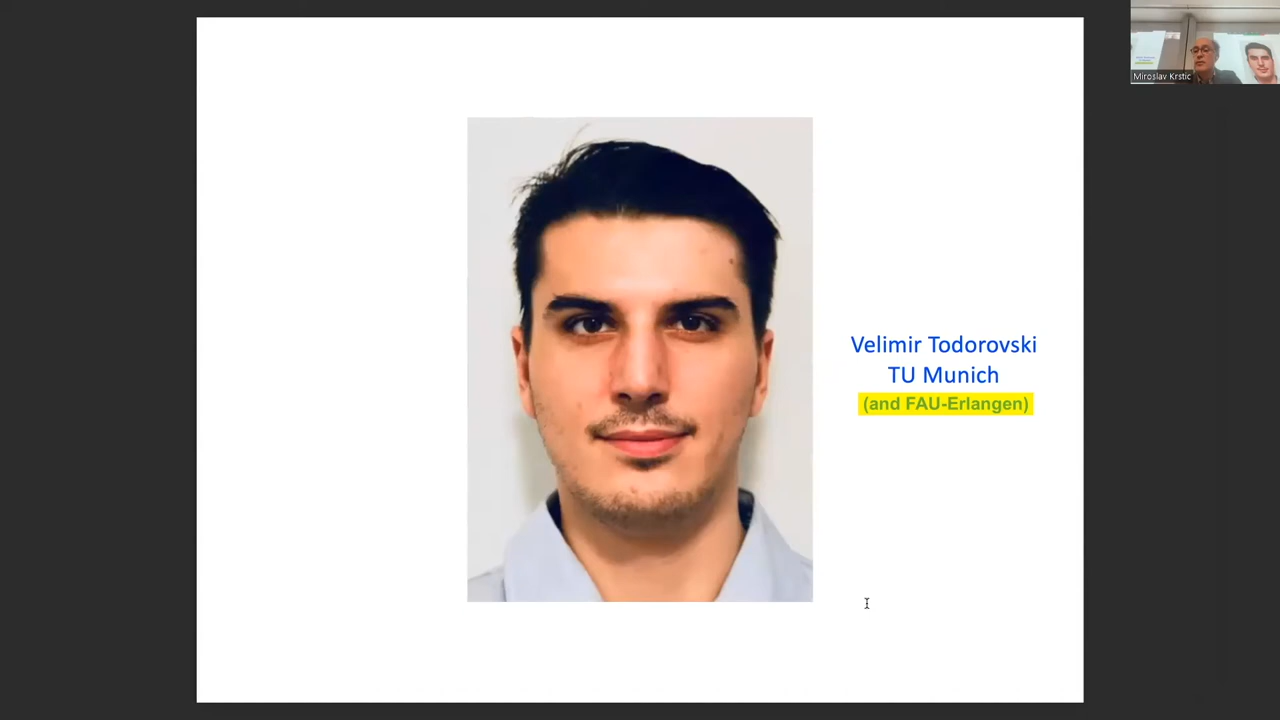 Miroslav Krstic
Velimir Todorovski
TU Munich
(and FAU-Erlangen)